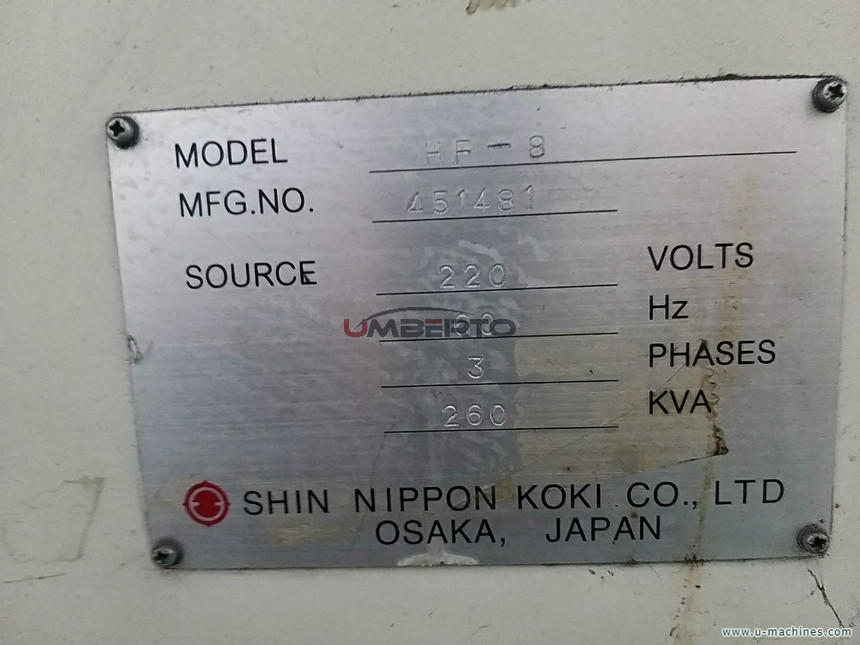 MODEL HF-8
MFG.NO. 451481
SOURCE 220 VOLTS
60 Hz
3 PHASES
260 KVA
UMBERTO
SHIN NIPPON KOKI CO., LTD
OSAKA, JAPAN
www.u-machines.com